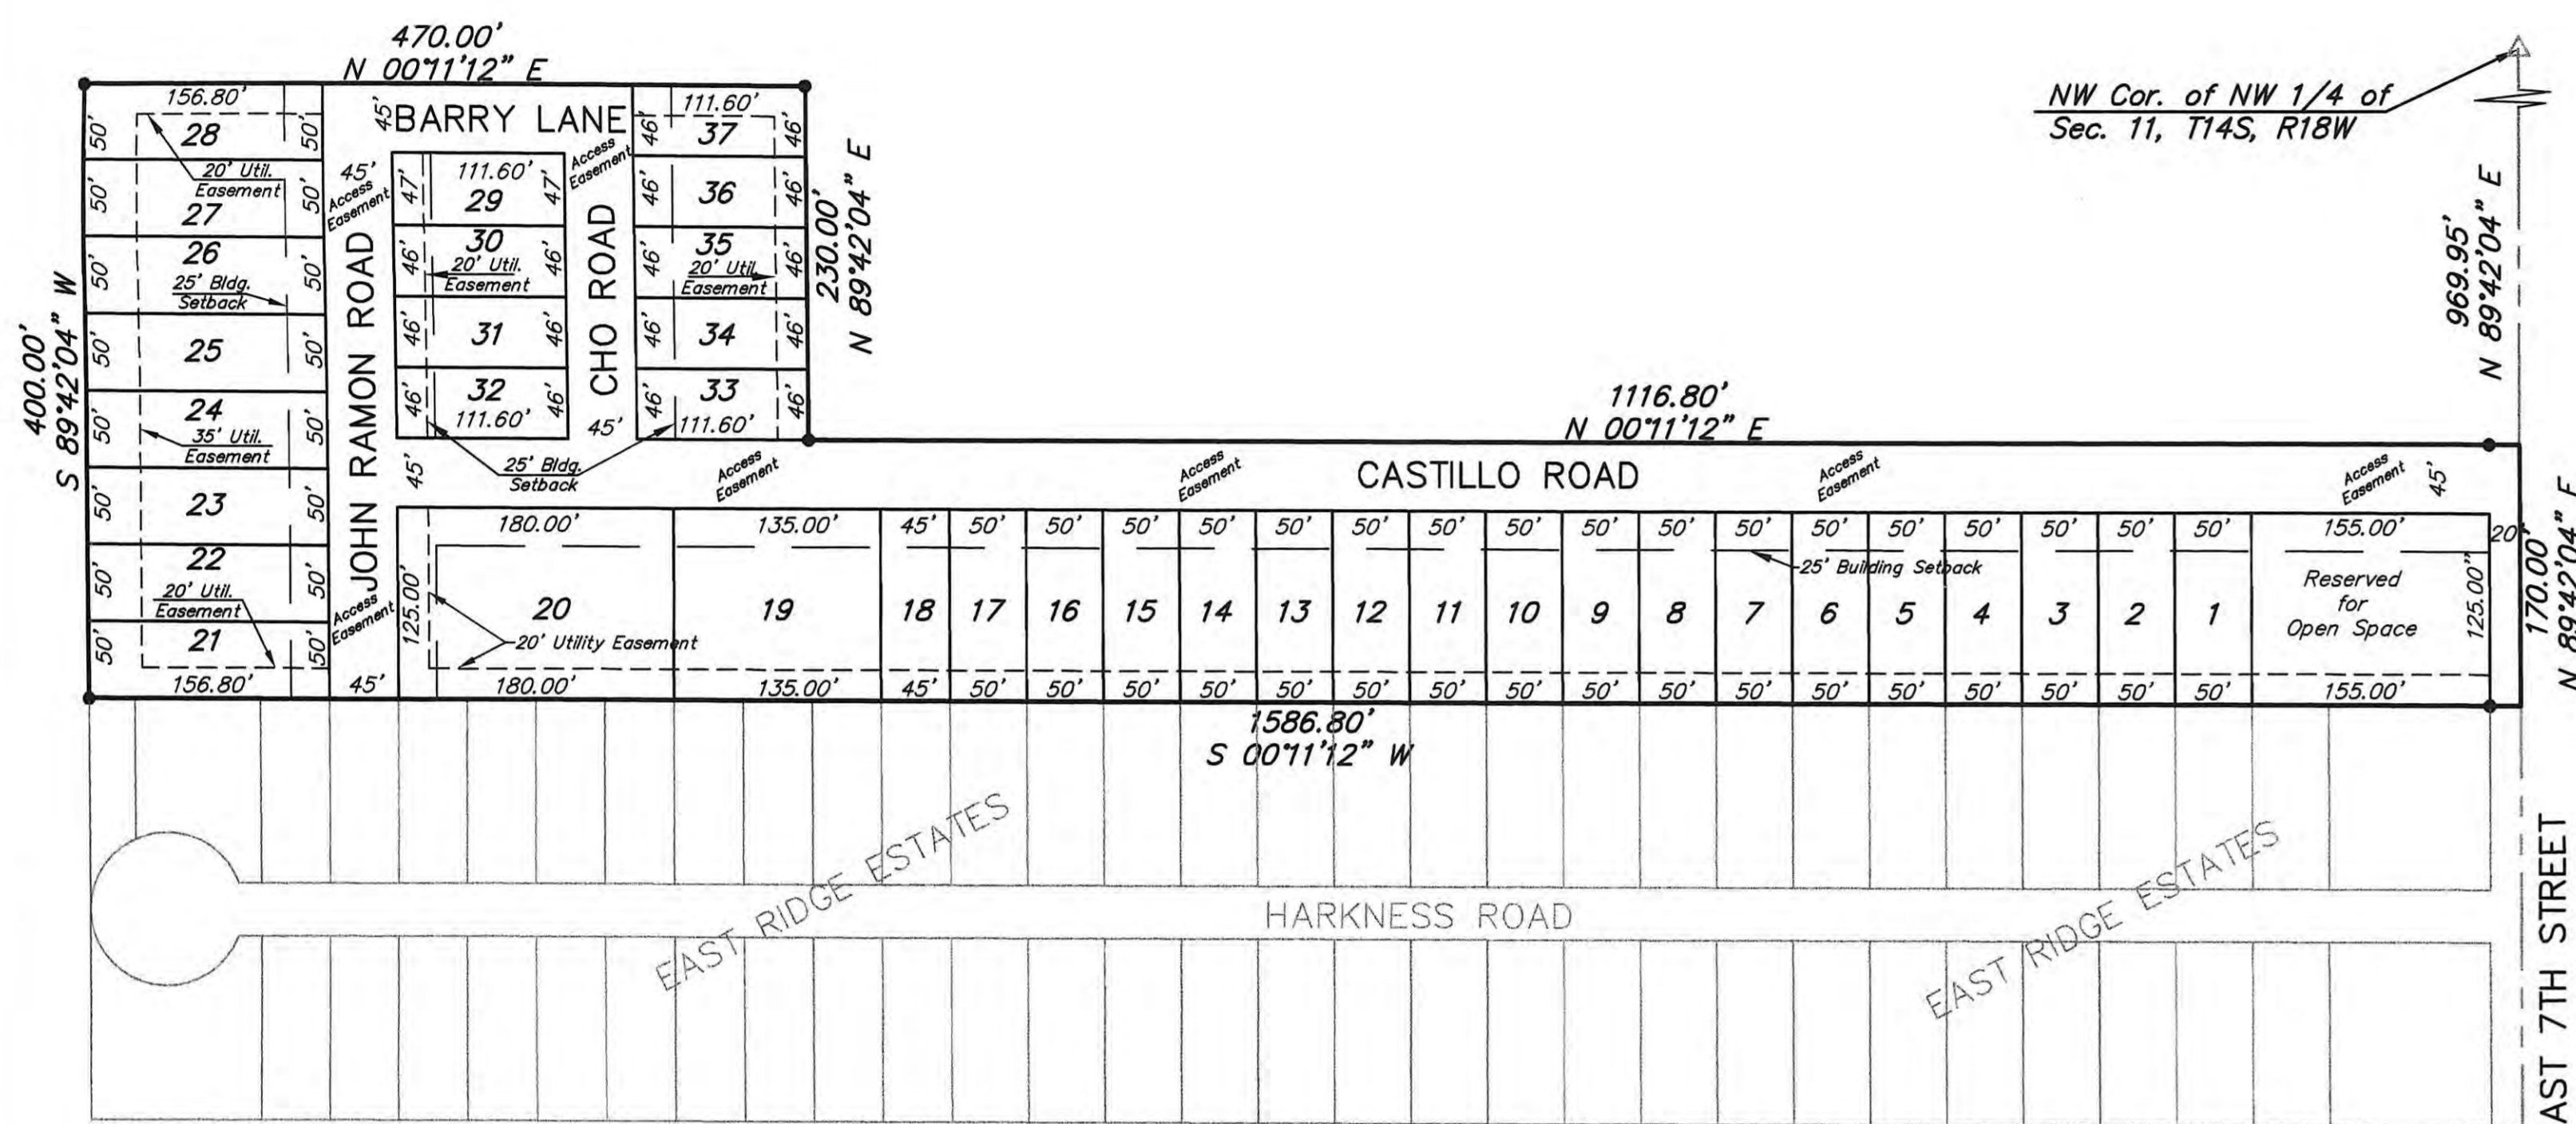 470.00'
N 00°11'12" E
NW Cor. of NW 1/4 of
Sec. 11, T14S, R18W
969.95'
N 89°42'04" E
400.00'
S 89°42'04" W
230.00'
N 89°42'04" E
156.80'
50' 28 50'
20' Util.
Easement
50' 27 50'
50' 26 50'
25' Bldg.
Setback
50' 25 50'
50' 24 50'
35' Util.
Easement
50' 23 50'
50' 22 50'
20' Util.
Easement
50' 21 50'
156.80'
45'
BARRY LANE
45'
Access
Easement
JOHN RAMON ROAD
45'
Access
Easement
45'
111.60'
47' 29 47'
46' 30 46'
20' Util.
Easement
46' 31 46'
46' 32 46'
111.60'
25' Bldg.
Setback
Access
Easement
CHO ROAD
45'
111.60'
46' 37 46'
46' 36 46'
46' 35 46'
20' Util.
Easement
46' 34 46'
46' 33 46'
111.60'
1116.80'
N 00°11'12" E
Access
Easement
Access
Easement
CASTILLO ROAD
Access
Easement
Access
Easement
45'
180.00' 135.00' 45' 50' 50' 50' 50' 50' 50' 50' 50' 50' 50' 50' 50' 50' 50' 50' 50' 50' 155.00' 20'
25' Building Setback
125.00' 20 19 18 17 16 15 14 13 12 11 10 9 8 7 6 5 4 3 2 1
Reserved
for
Open Space
125.00"
20' Utility Easement
180.00' 135.00' 45' 50' 50' 50' 50' 50' 50' 50' 50' 50' 50' 50' 50' 50' 50' 50' 50' 50' 155.00'
170.00'
N 89°42'04" E
1586.80'
S 00°11'12" W
EAST RIDGE ESTATES
HARKNESS ROAD
EAST RIDGE ESTATES
AST 7TH STREET